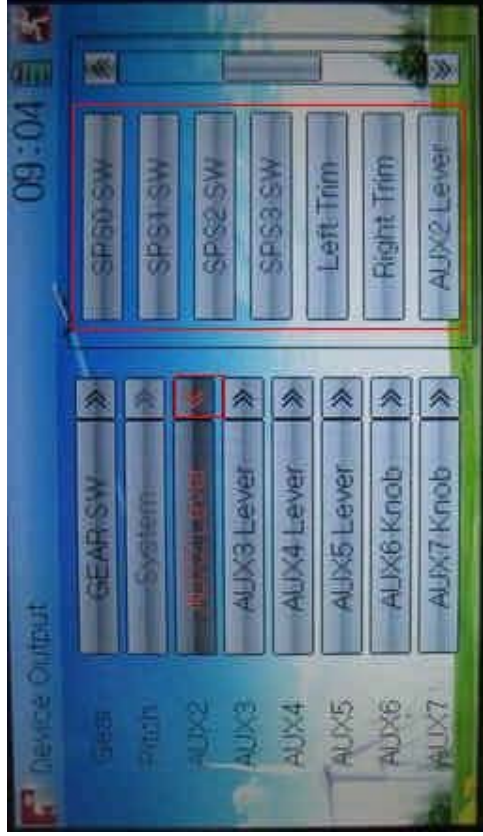 Device Output 09:04
Gear GEAR SW
Pitch System
AUX2
AUX3 AUX3 Lever
AUX4 AUX4 Lever
AUX5 AUX5 Lever
AUX6 AUX6 Knob
AUX7 AUX7 Knob
SPS0 SW
SPS1 SW
SPS2 SW
SPS3 SW
Left Trim
Right Trim
AUX2 Lever